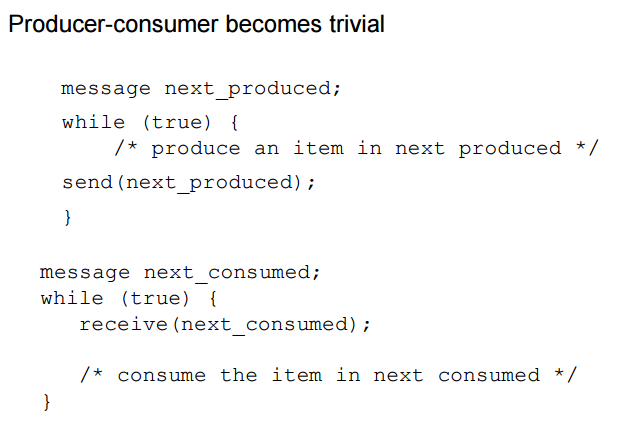 Producer-consumer becomes trivial
message next_produced;
while (true) {
/* produce an item in next produced */
send(next_produced);
}
message next_consumed;
while (true) {
receive(next_consumed);
/* consume the item in next consumed */
}